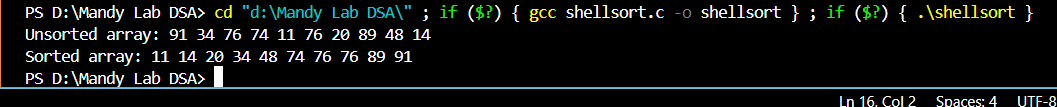 PS D:\Mandy Lab DSA> cd "d:\Mandy Lab DSA\" ; if ($?) { gcc shellsort.c -o shellsort } ; if ($?) { .\shellsort }
Unsorted array: 91 34 76 74 11 76 20 89 48 14
Sorted array: 11 14 20 34 48 74 76 76 89 91
PS D:\Mandy Lab DSA>
Ln 16, Col 2 Spaces: 4 UTF-8